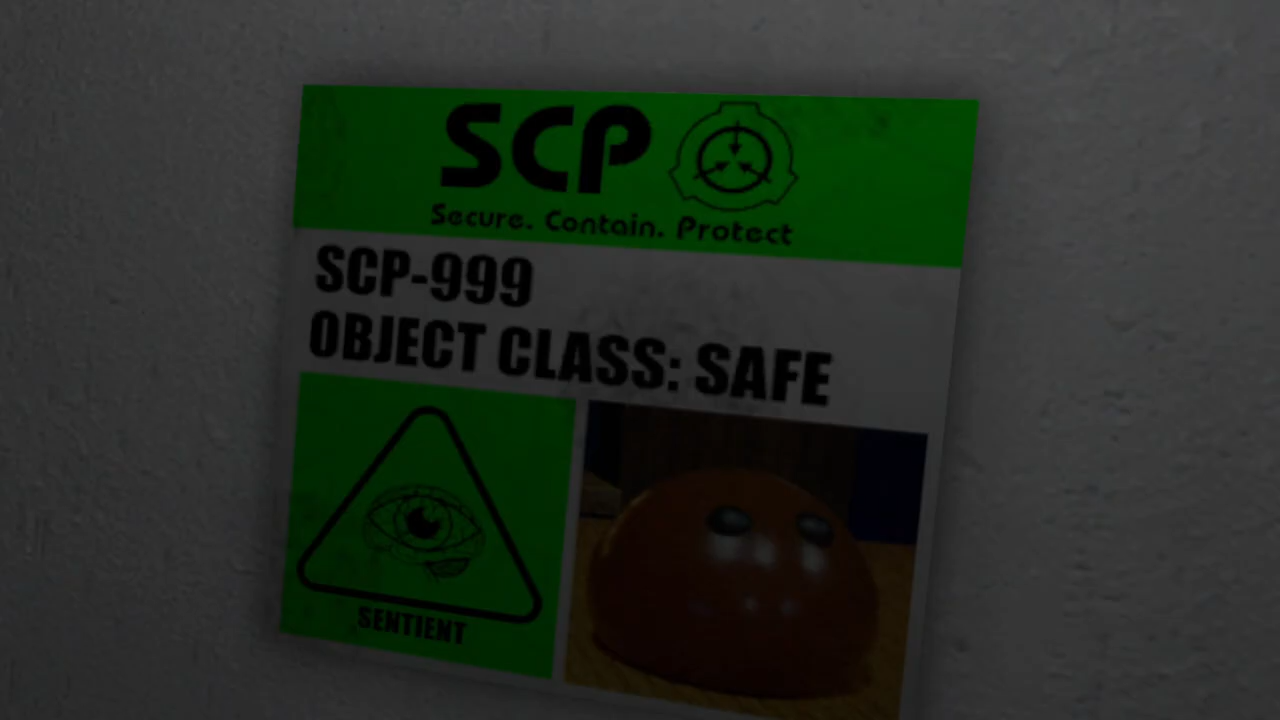 SCP
Secure. Contain. Protect
SCP-999
OBJECT CLASS: SAFE
SENTIENT